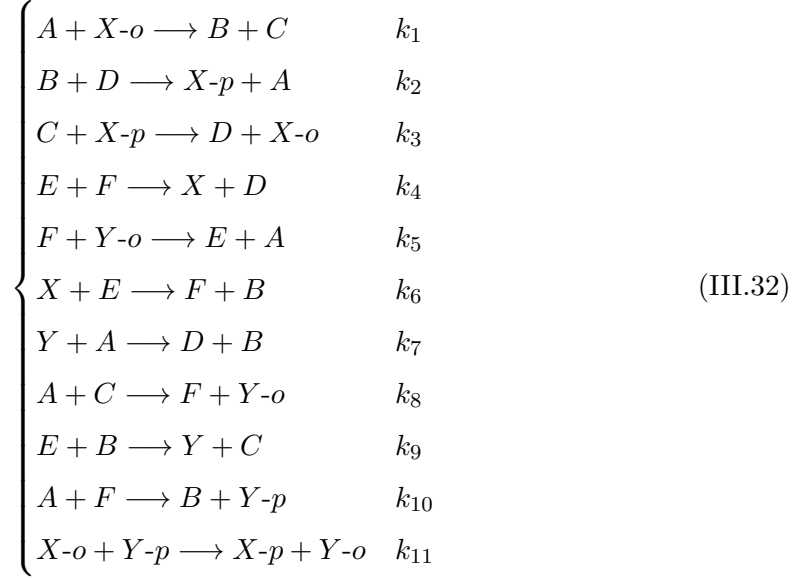 A + X-o ⟶ B + C k₁
B + D ⟶ X-p + A k₂
C + X-p ⟶ D + X-o k₃
E + F ⟶ X + D k₄
F + Y-o ⟶ E + A k₅
X + E ⟶ F + B k₆ (III.32)
Y + A ⟶ D + B k₇
A + C ⟶ F + Y-o k₈
E + B ⟶ Y + C k₉
A + F ⟶ B + Y-p k₁₀
X-o + Y-p ⟶ X-p + Y-o k₁₁